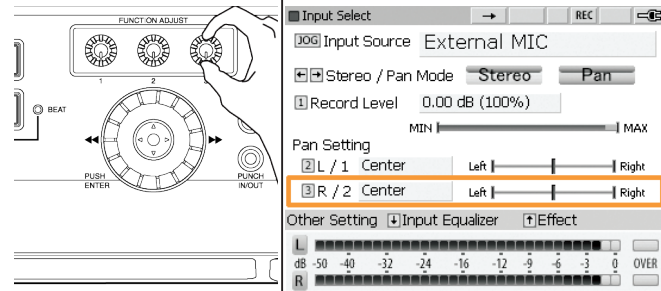 FUNCTION ADJUST
1 2
BEAT
PUSH
ENTER
PUNCH
IN/OUT
Input Select → REC
JOG Input Source External MIC
←→ Stereo / Pan Mode Stereo Pan
1 Record Level 0.00 dB (100%)
MIN MAX
Pan Setting
2 L / 1 Center Left Right
3 R / 2 Center Left Right
Other Setting ↓ Input Equalizer ↑ Effect
L
dB -50 -40 -32 -24 -16 -12 -9 -6 -3 0 OVER
R